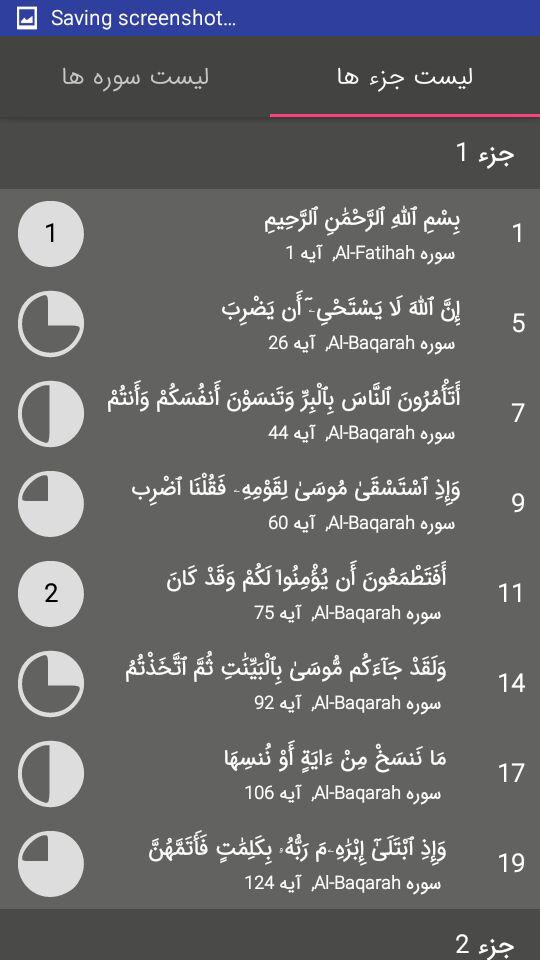 Saving screenshot...
لیست جزء ها
لیست سوره ها
جزء 1
1
بِسْمِ ٱللَّهِ ٱلرَّحْمَٰنِ ٱلرَّحِيمِ
1
سوره Al-Fatihah, آیه 1
إِنَّ ٱللَّهَ لَا يَسْتَحْىِۦٓ أَن يَضْرِبَ
5
سوره Al-Baqarah, آیه 26
أَتَأْمُرُونَ ٱلنَّاسَ بِٱلْبِرِّ وَتَنسَوْنَ أَنفُسَكُمْ وَأَنتُمْ
7
سوره Al-Baqarah, آیه 44
وَإِذِ ٱسْتَسْقَىٰ مُوسَىٰ لِقَوْمِهِۦ فَقُلْنَا ٱضْرِب
9
سوره Al-Baqarah, آیه 60
2
أَفَتَطْمَعُونَ أَن يُؤْمِنُوا۟ لَكُمْ وَقَدْ كَانَ
11
سوره Al-Baqarah, آیه 75
وَلَقَدْ جَآءَكُم مُّوسَىٰ بِٱلْبَيِّنَٰتِ ثُمَّ ٱتَّخَذْتُمُ
14
سوره Al-Baqarah, آیه 92
مَا نَنسَخْ مِنْ ءَايَةٍ أَوْ نُنسِهَا
17
سوره Al-Baqarah, آیه 106
وَإِذِ ٱبْتَلَىٰٓ إِبْرَٰهِۦمَ رَبُّهُۥ بِكَلِمَٰتٍ فَأَتَمَّهُنَّ
19
سوره Al-Baqarah, آیه 124
جزء 2